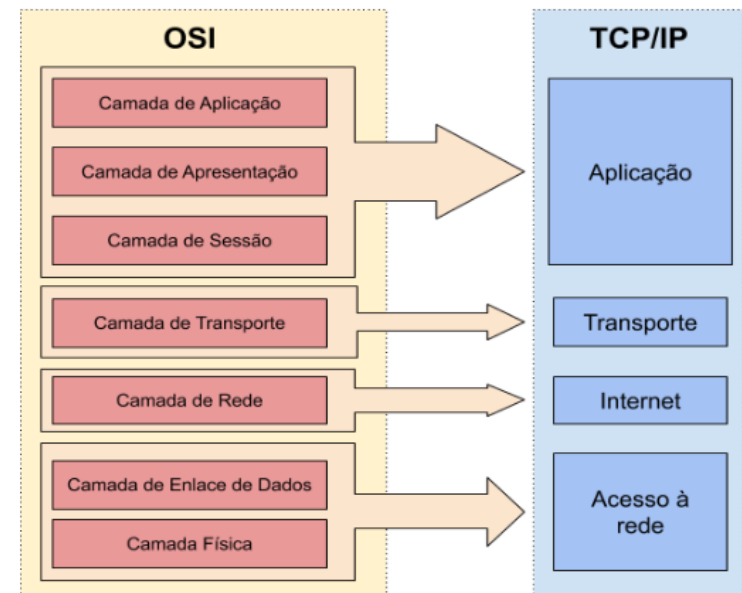 OSI
Camada de Aplicação
Camada de Apresentação
Camada de Sessão
Camada de Transporte
Camada de Rede
Camada de Enlace de Dados
Camada Física
TCP/IP
Aplicação
Transporte
Internet
Acesso à
rede